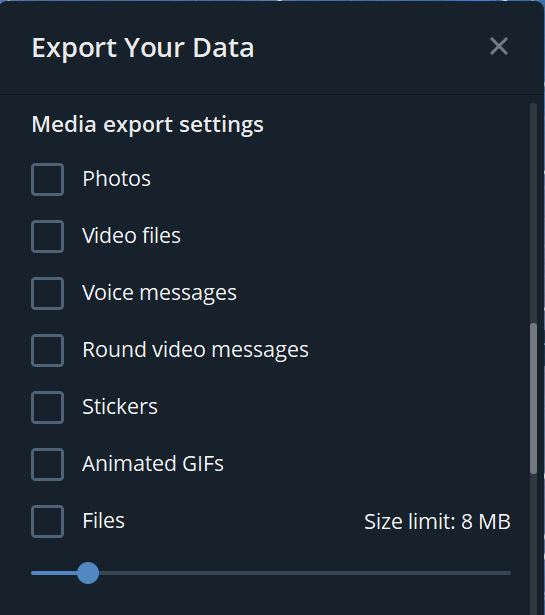 Export Your Data
Media export settings
Photos
Video files
Voice messages
Round video messages
Stickers
Animated GIFs
Files Size limit: 8 MB